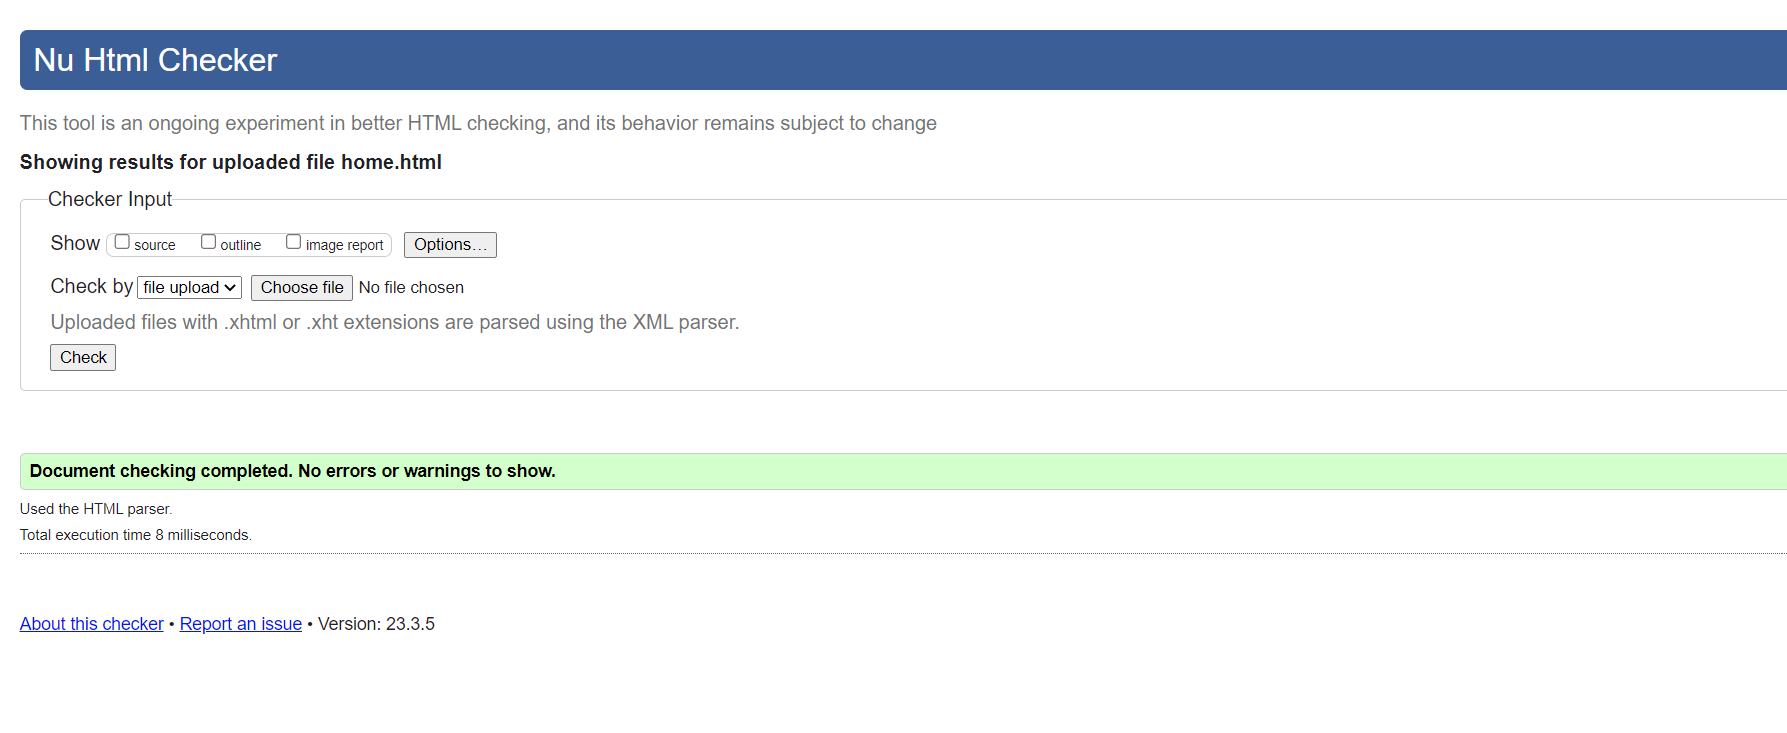 Nu Html Checker
This tool is an ongoing experiment in better HTML checking, and its behavior remains subject to change
Showing results for uploaded file home.html
Checker Input
Show source outline image report Options…
Check by file upload Choose file No file chosen
Uploaded files with .xhtml or .xht extensions are parsed using the XML parser.
Check
Document checking completed. No errors or warnings to show.
Used the HTML parser.
Total execution time 8 milliseconds.
About this checker • Report an issue • Version: 23.3.5